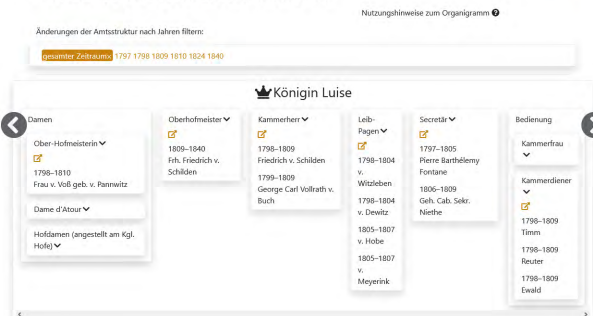 Nutzungshinweise zum Organigramm
Änderungen der Amtsstruktur nach Jahren filtern:
gesamter Zeitraum 1797 1798 1809 1810 1824 1840
Königin Luise
Damen
Ober-Hofmeisterin
1798–1810
Frau v. Voß geb. v. Pannwitz
Dame d'Atour
Hofdamen (angestellt am Kgl.
Hofe)
Oberhofmeister
1809–1840
Frh. Friedrich v.
Schilden
Kammerherr
1798–1809
Friedrich v. Schilden
1799–1809
George Carl Vollrath v.
Buch
Leib-
Pagen
1798–1804
v.
Witzleben
1798–1804
v. Dewitz
1805–1807
v. Hobe
1805–1807
v.
Meyerink
Secretär
1797–1805
Pierre Barthélemy
Fontane
1806–1809
Geh. Cab. Sekr.
Niethe
Bedienung
Kammerfrau
Kammerdiener
1798–1809
Timm
1798–1809
Reuter
1798–1809
Ewald